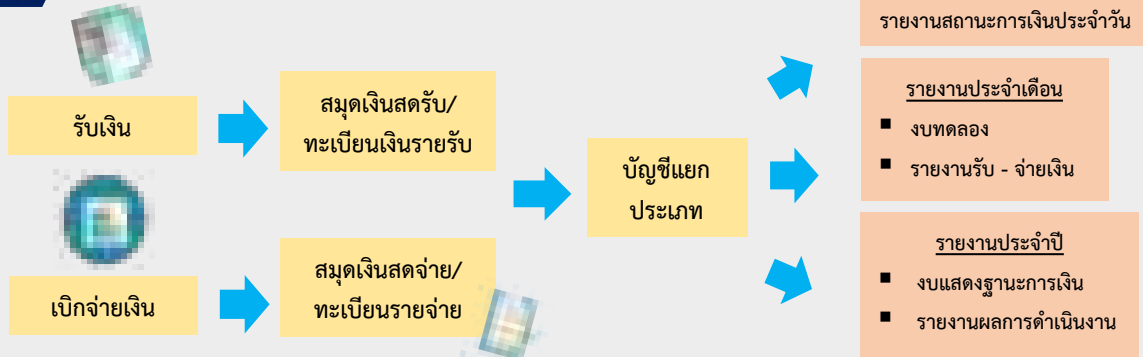 รับเงิน
สมุดเงินสดรับ/
ทะเบียนเงินรายรับ
เบิกจ่ายเงิน
สมุดเงินสดจ่าย/
ทะเบียนรายจ่าย
บัญชีแยก
ประเภท
รายงานสถานะการเงินประจำวัน
รายงานประจำเดือน
▪ งบทดลอง
▪ รายงานรับ - จ่ายเงิน
รายงานประจำปี
▪ งบแสดงฐานะการเงิน
▪ รายงานผลการดำเนินงาน